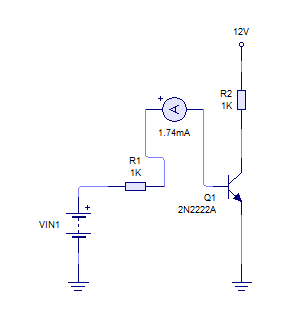 12V
R2
1K
+
A
1.74mA
R1
1K
Q1
2N2222A
+
VIN1